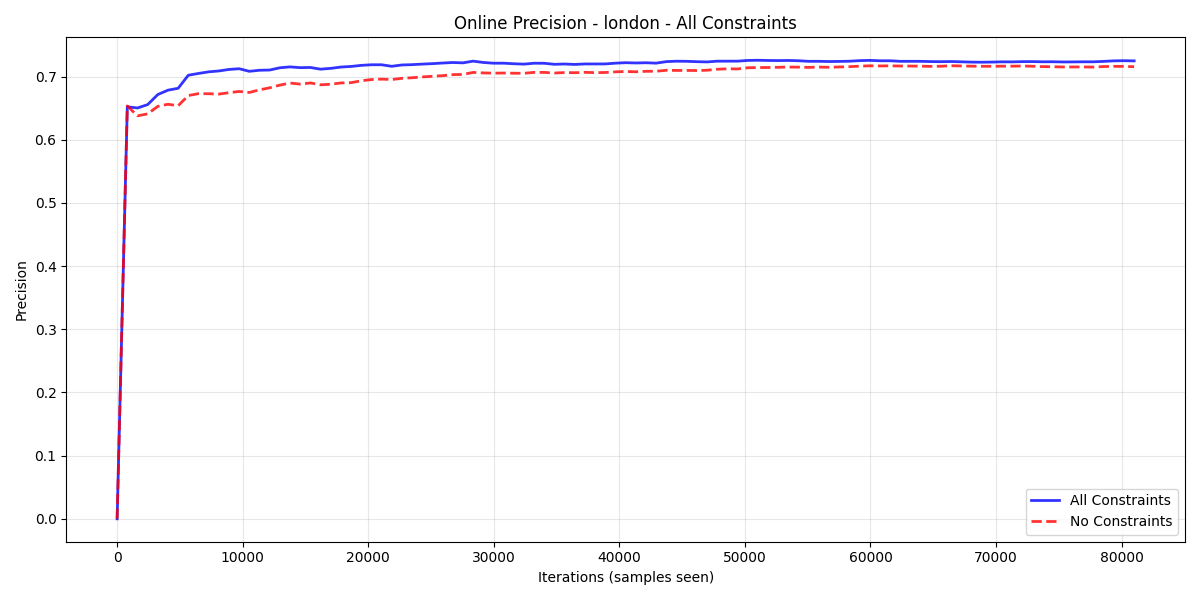 Online Precision - london - All Constraints
Precision
0.7
0.6
0.5
0.4
0.3
0.2
0.1
0.0
All Constraints
No Constraints
0 10000 20000 30000 40000 50000 60000 70000 80000
Iterations (samples seen)